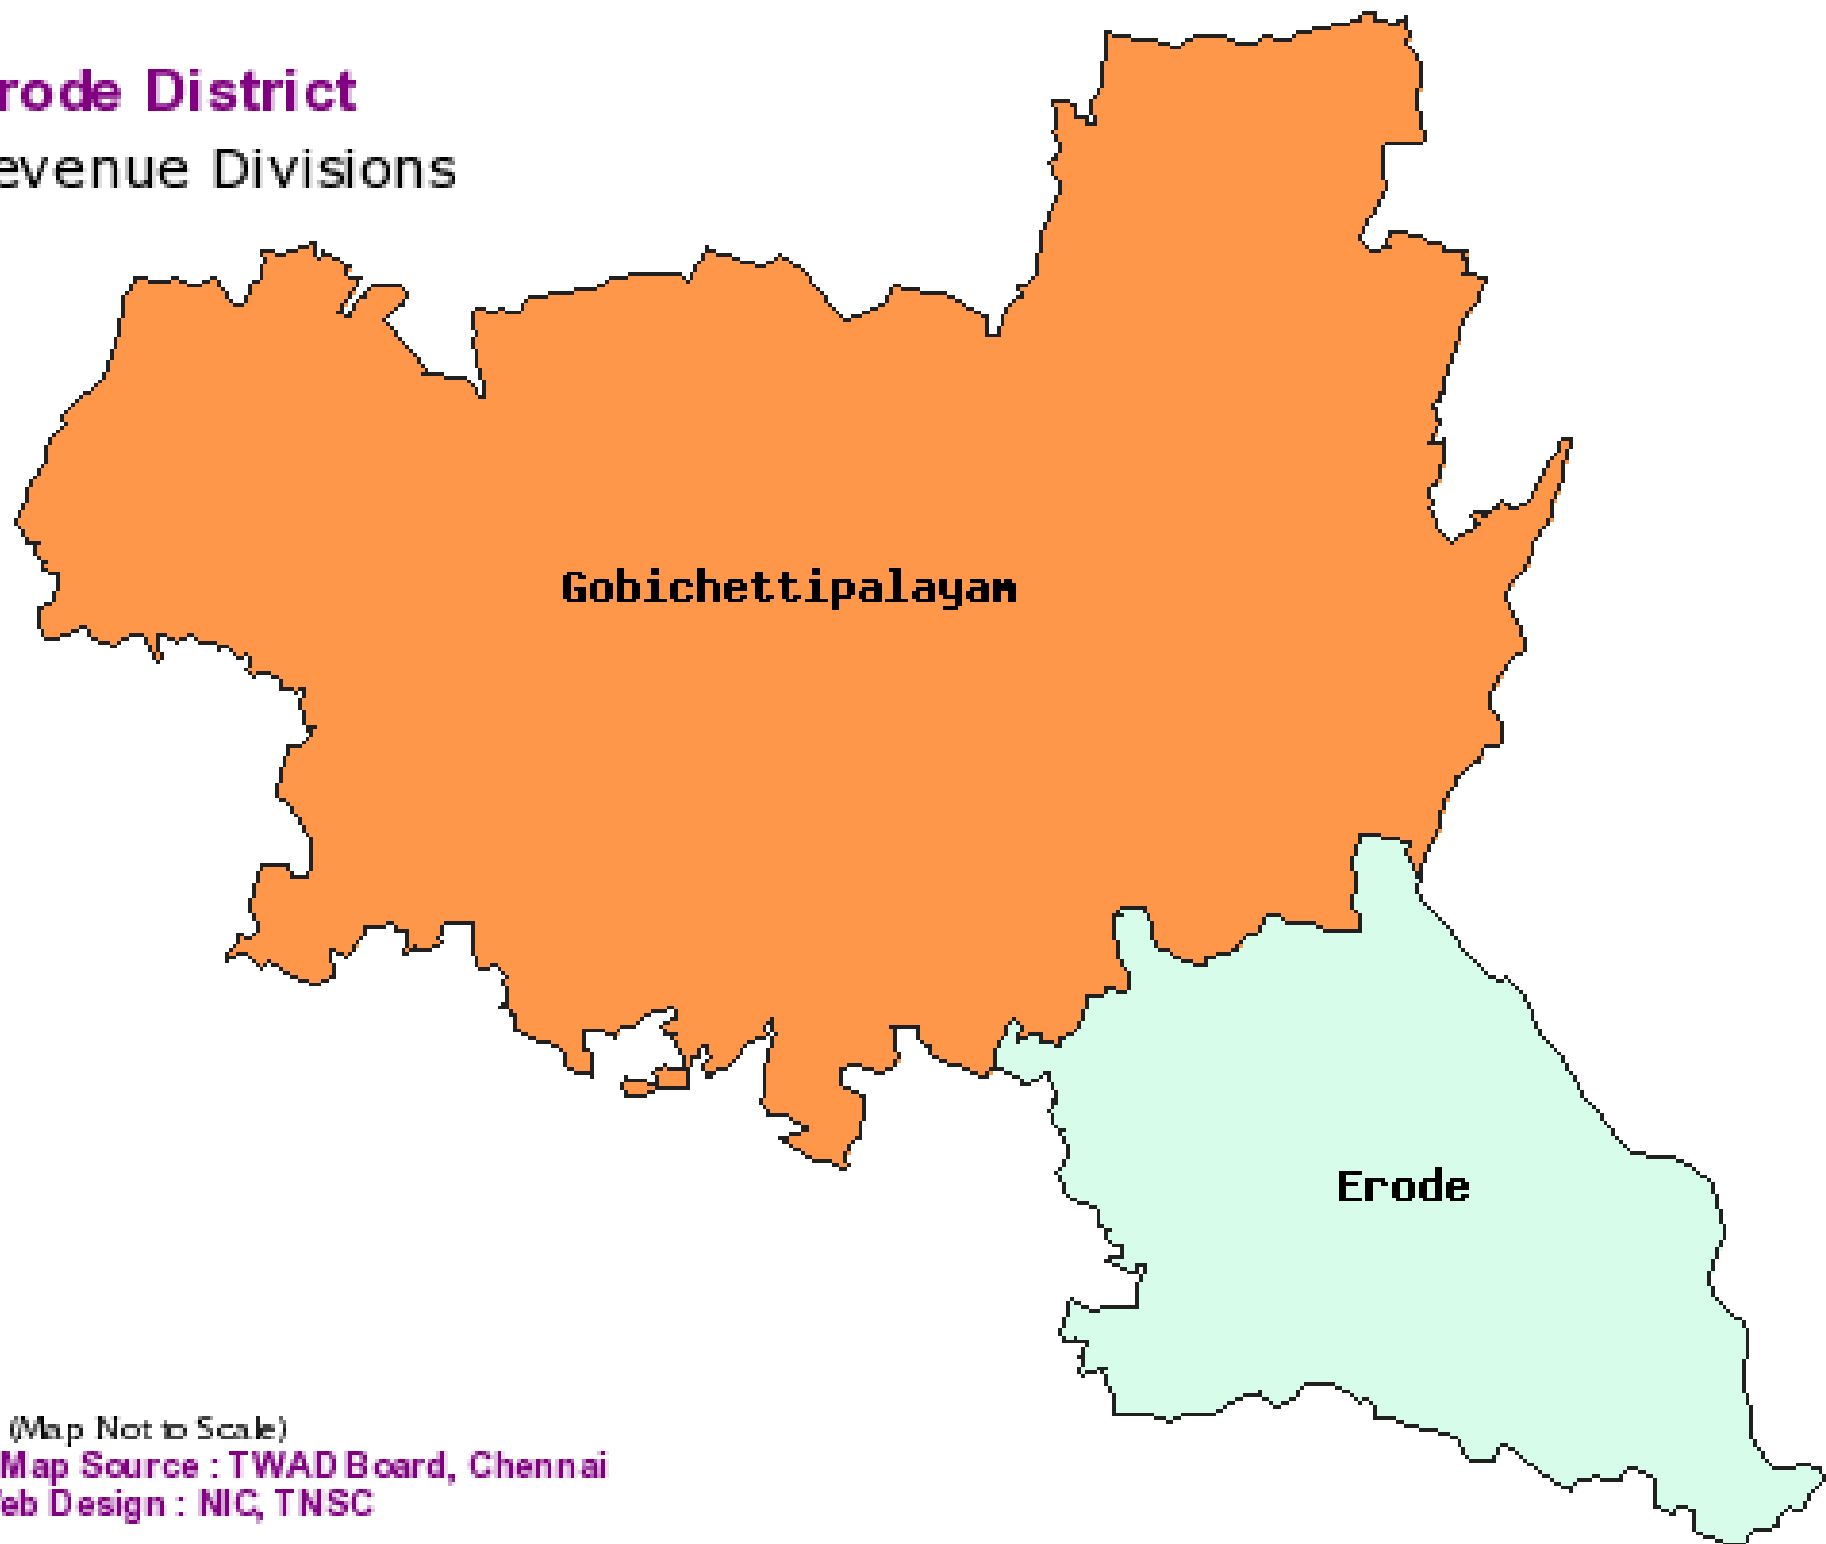 rode District
evenue Divisions
Gobichettipalayam
Erode
(Map Not to Scale)
Map Source : TWAD Board, Chennai
eb Design : NIC, TNSC